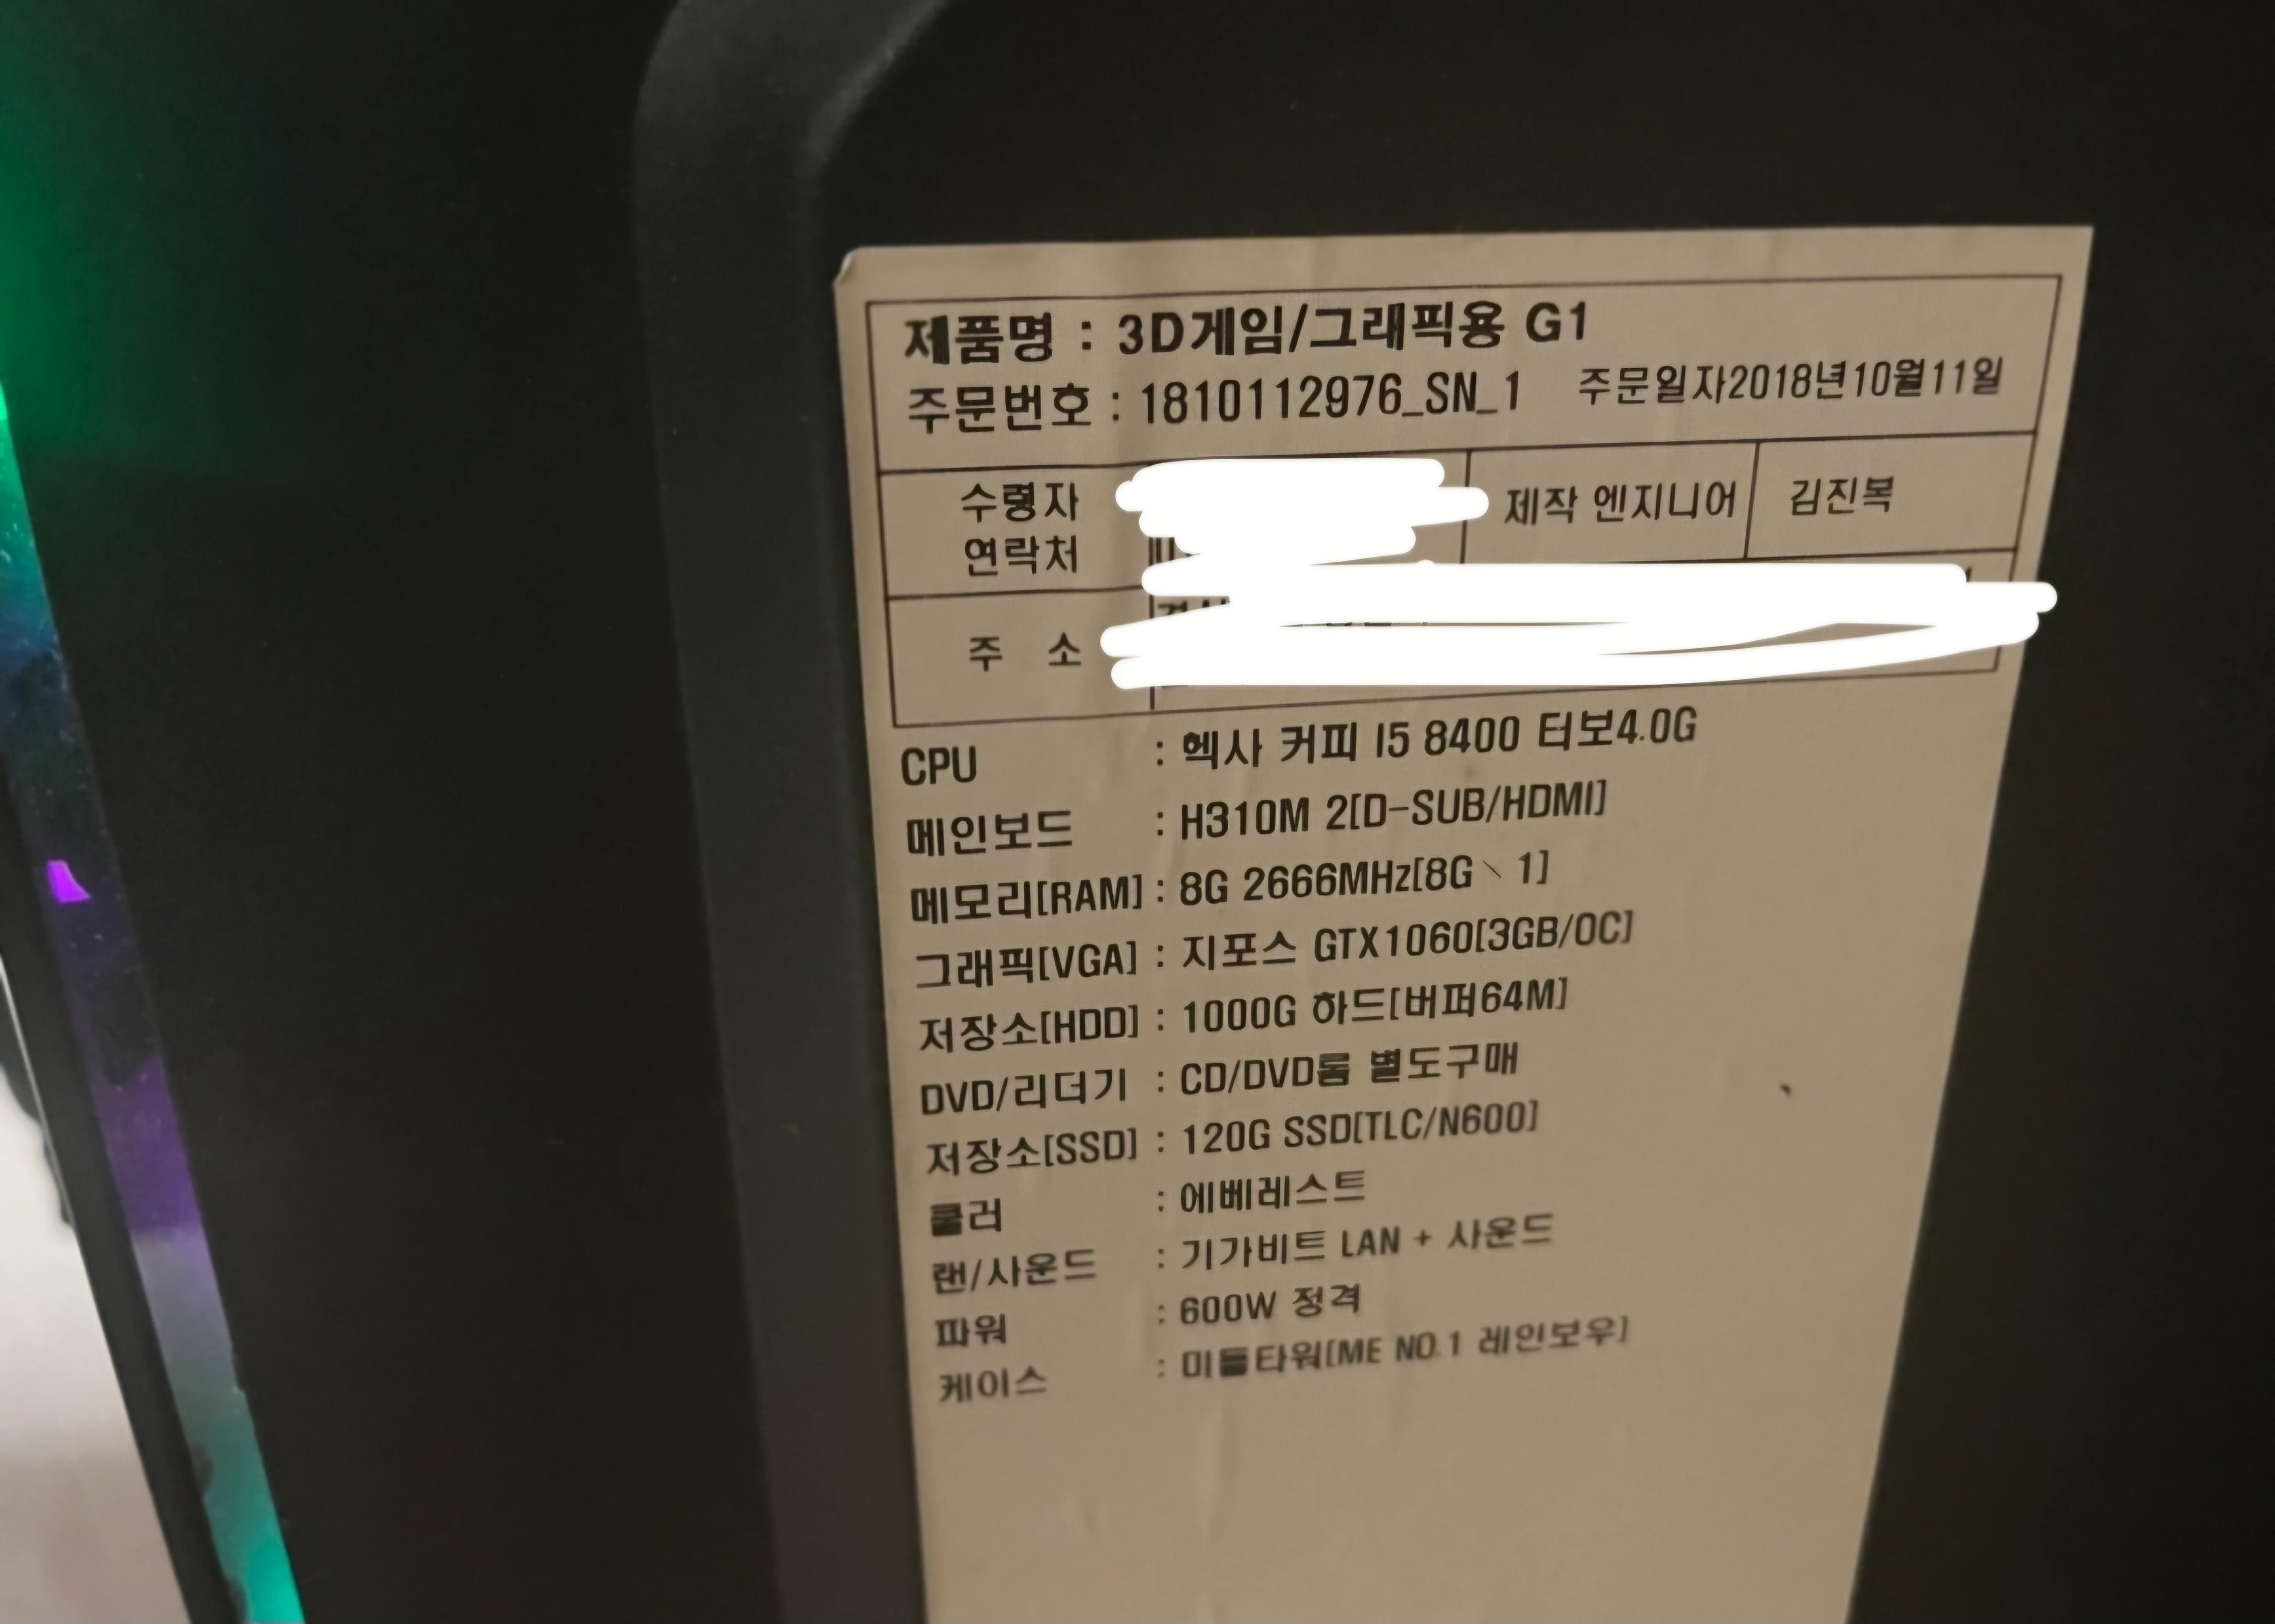 제품명 : 3D게임/그래픽용 G1
주문번호 : 1810112976_SN_1 주문일자2018년10월11일
수령자 제작 엔지니어 김진복
연락처
주 소
CPU : 헥사 커피 I5 8400 터보4.0G
메인보드 : H310M 2[D-SUB/HDMI]
메모리[RAM] : 8G 2666MHz[8G\1]
그래픽[VGA] : 지포스 GTX1060[3GB/OC]
저장소[HDD] : 1000G 하드[버퍼64M]
DVD/리더기 : CD/DVD롬 별도구매
저장소[SSD] : 120G SSD[TLC/N600]
쿨러 : 에베레스트
랜/사운드 : 기가비트 LAN + 사운드
파워 : 600W 정격
케이스 : 미들타워[ME NO.1 레인보우]